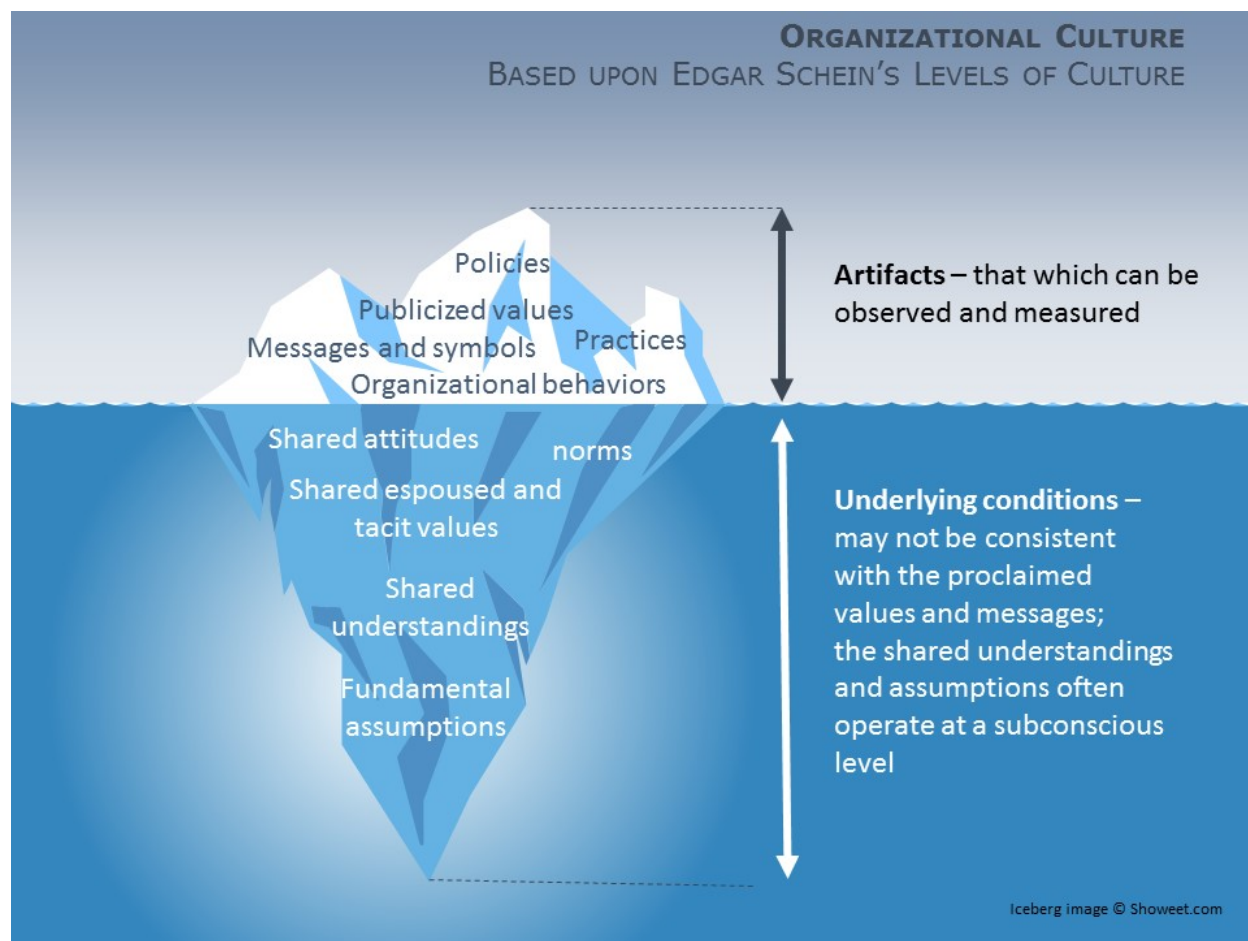 ORGANIZATIONAL CULTURE
BASED UPON EDGAR SCHEIN'S LEVELS OF CULTURE
Policies
Publicized values
Messages and symbols
Practices
Organizational behaviors
Artifacts – that which can be
observed and measured
Shared attitudes
norms
Shared espoused and
tacit values
Shared
understandings
Fundamental
assumptions
Underlying conditions –
may not be consistent
with the proclaimed
values and messages;
the shared understandings
and assumptions often
operate at a subconscious
level
Iceberg image © Showeet.com